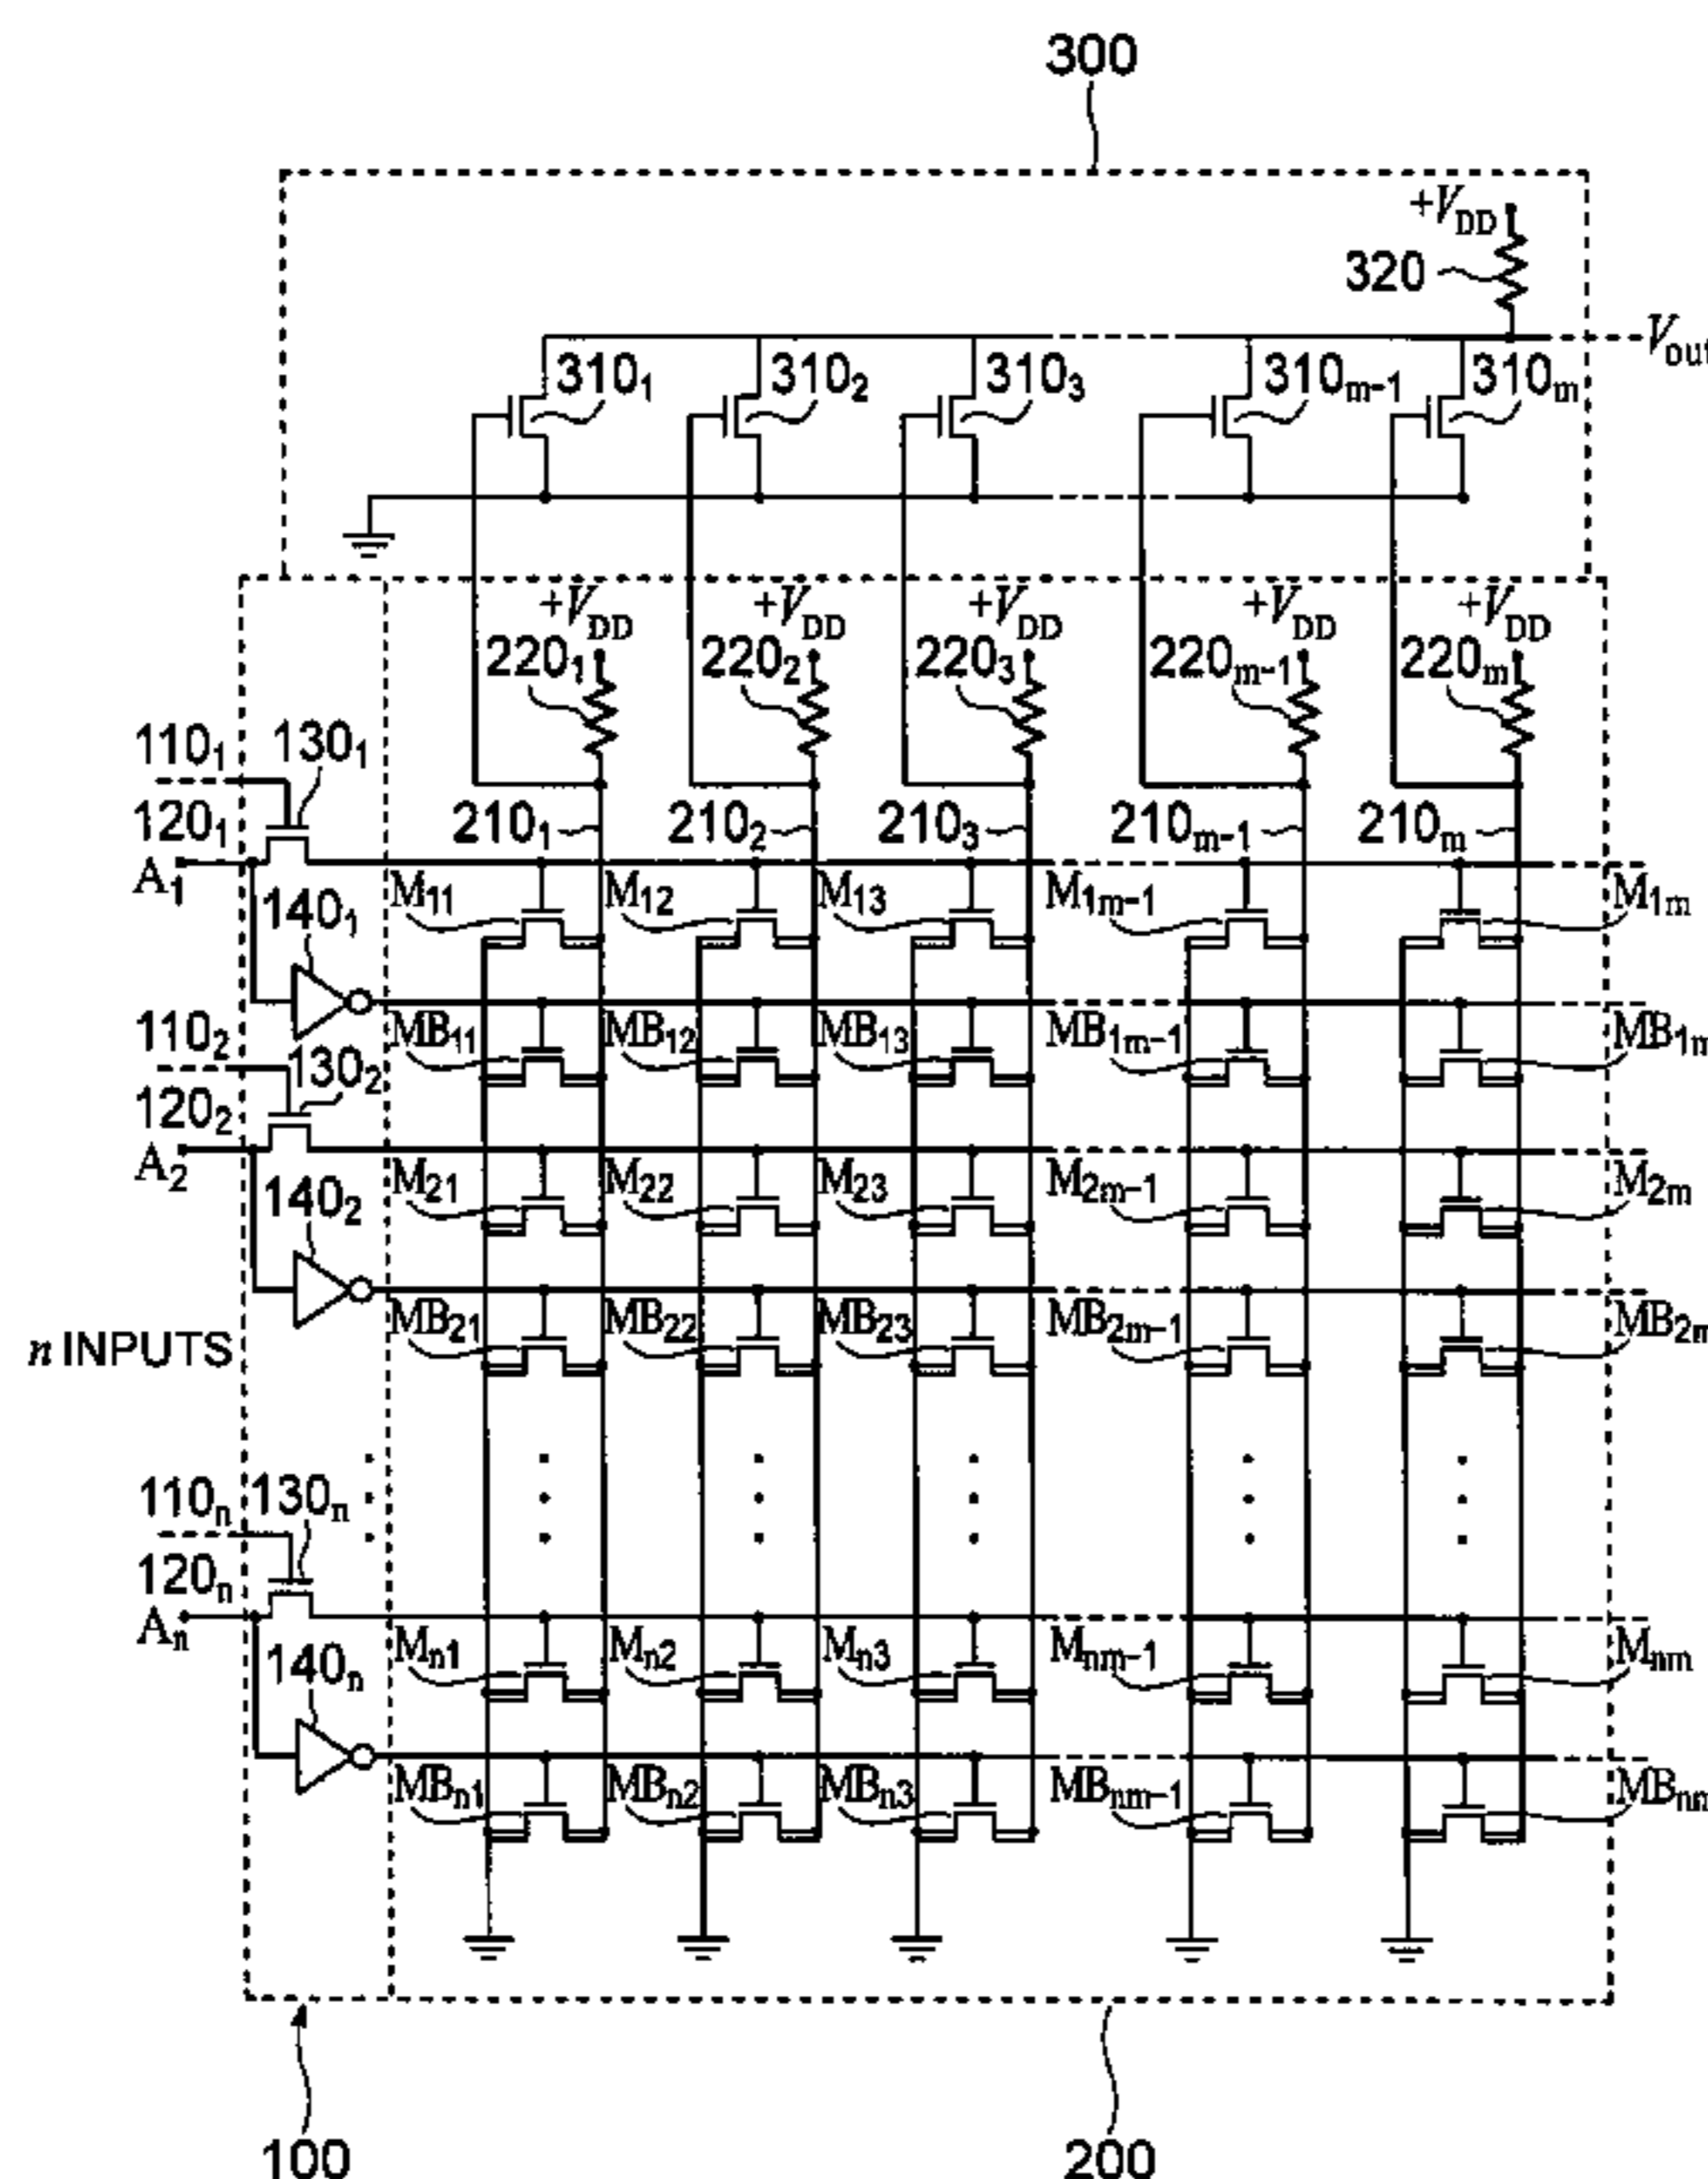 300
+VDD
320
Vout
310₁ 310₂ 310₃ 310m-1 310m
+VDD +VDD +VDD +VDD +VDD
220₁ 220₂ 220₃ 220m-1 220m
110₁ 130₁
120₁ 210₁ 210₂ 210₃ 210m-1 210m
A₁ M₁₁ M₁₂ M₁₃ M1m-1 M1m
140₁
110₂ MB₁₁ MB₁₂ MB₁₃ MB1m-1 MB1m
130₂
120₂
A₂ M₂₁ M₂₂ M₂₃ M2m-1 M2m
140₂
MB₂₁ MB₂₂ MB₂₃ MB2m-1 MB2m
n INPUTS
110n 130n
120n
An Mn1 Mn2 Mn3 Mnm-1 Mnm
140n
MBn1 MBn2 MBn3 MBnm-1 MBnm
100 200